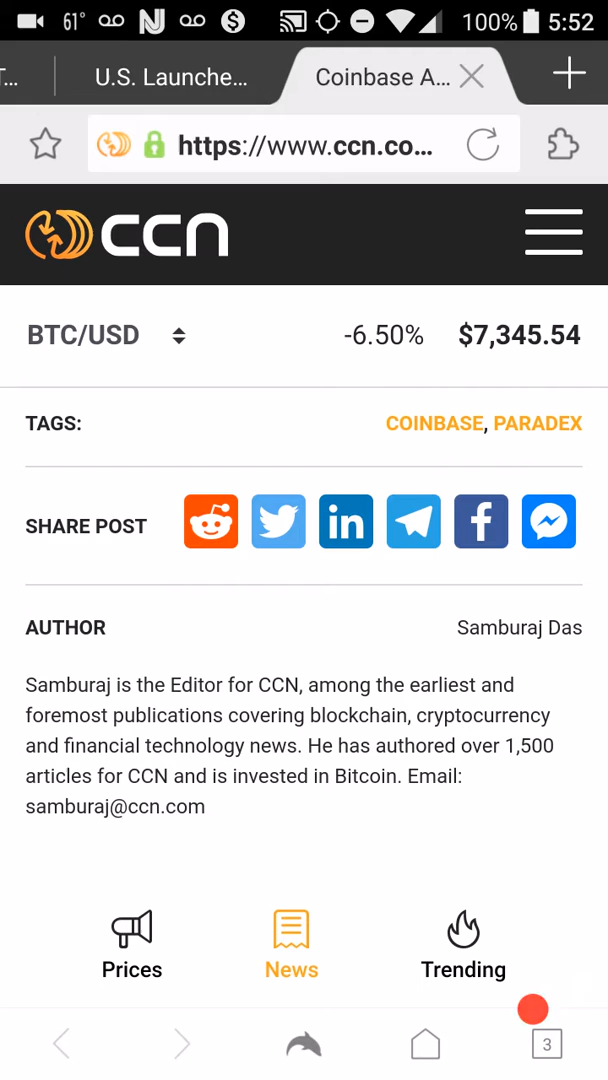 61° 100% 5:52
T... U.S. Launche... Coinbase A...
https://www.ccn.co...
ccn
BTC/USD -6.50% $7,345.54
TAGS: COINBASE, PARADEX
SHARE POST
AUTHOR Samburaj Das
Samburaj is the Editor for CCN, among the earliest and
foremost publications covering blockchain, cryptocurrency
and financial technology news. He has authored over 1,500
articles for CCN and is invested in Bitcoin. Email:
samburaj@ccn.com
Prices News Trending
3